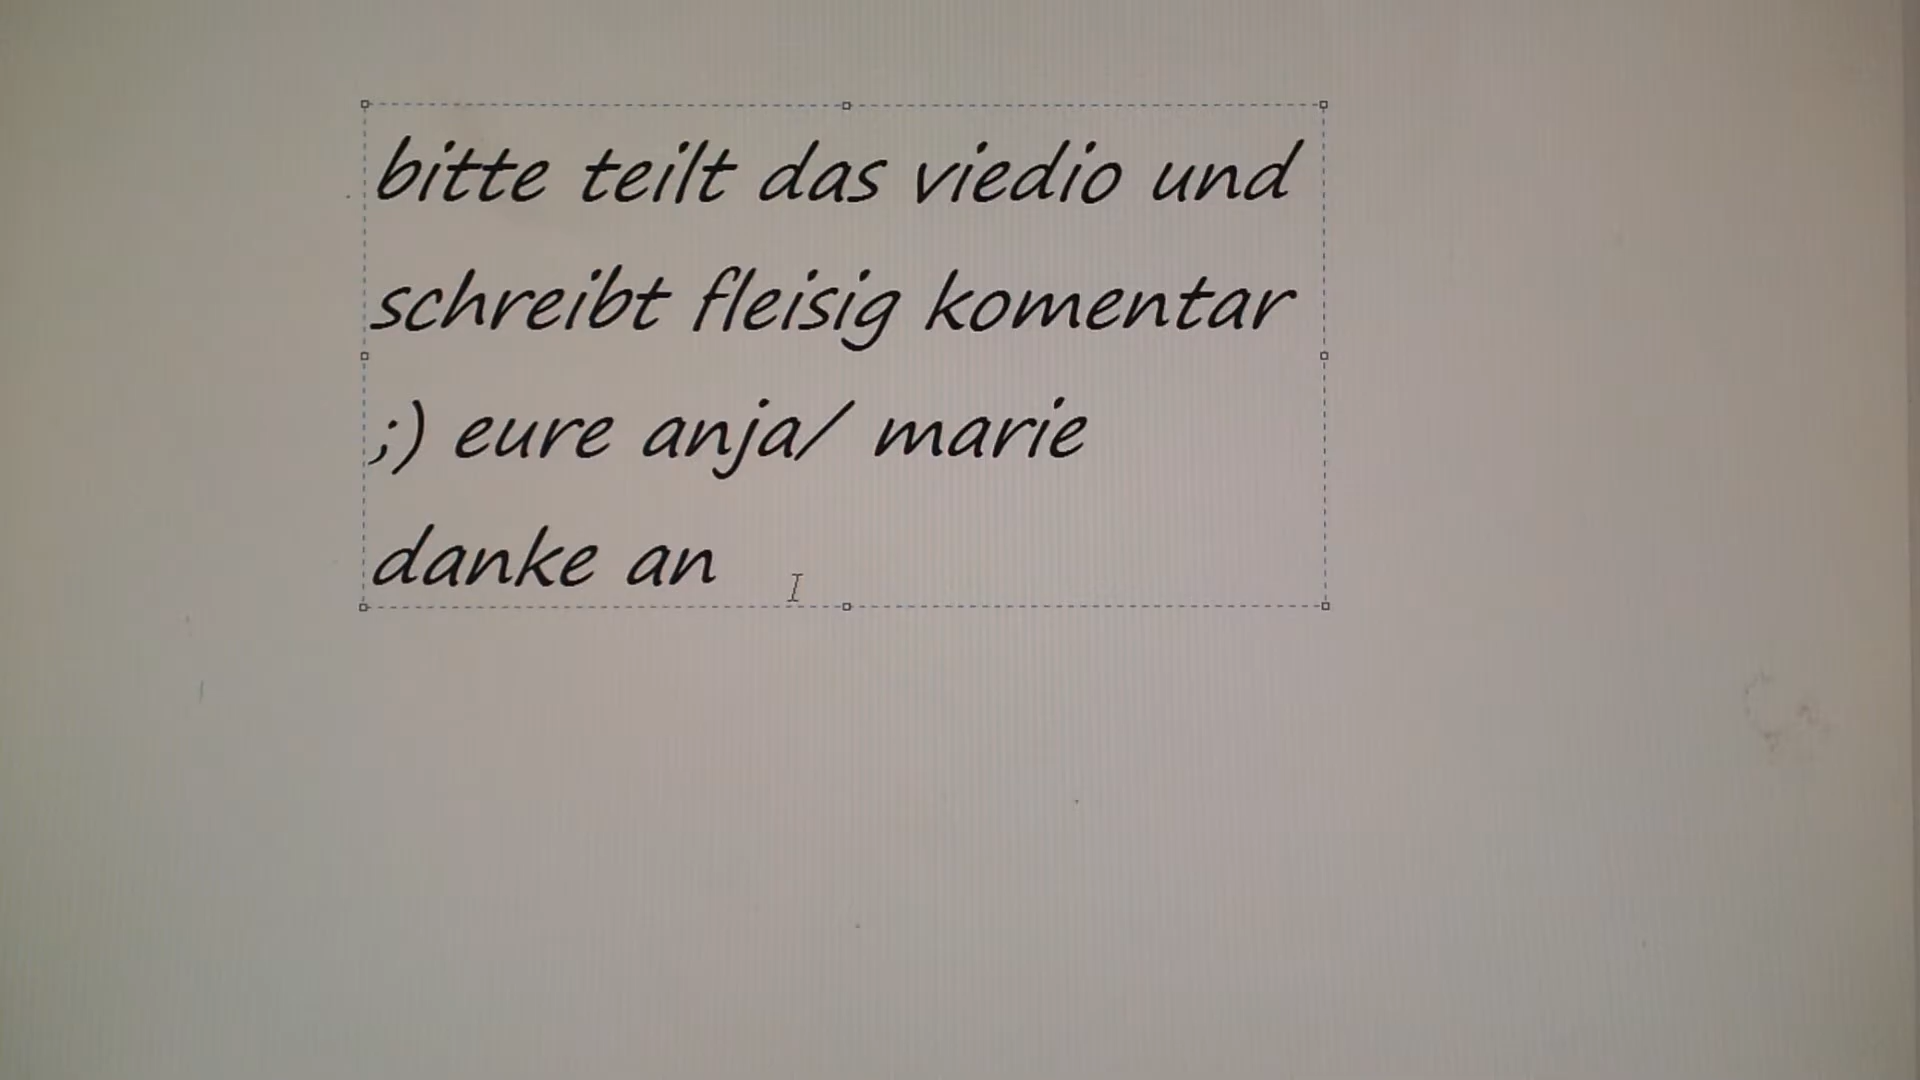 bitte teilt das viedio und
schreibt fleisig komentar
;) eure anja/ marie
danke an